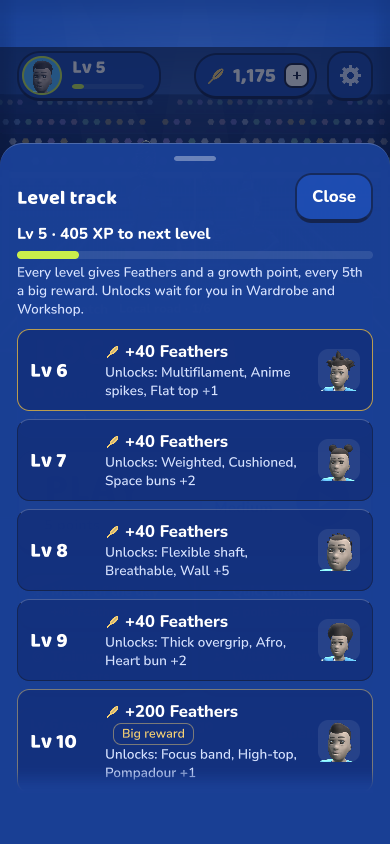 Lv 5
1,175
+
Level track
Close
Lv 5 · 405 XP to next level
Every level gives Feathers and a growth point, every 5th
a big reward. Unlocks wait for you in Wardrobe and
Workshop.
Lv 6
+40 Feathers
Unlocks: Multifilament, Anime
spikes, Flat top +1
Lv 7
+40 Feathers
Unlocks: Weighted, Cushioned,
Space buns +2
Lv 8
+40 Feathers
Unlocks: Flexible shaft,
Breathable, Wall +5
Lv 9
+40 Feathers
Unlocks: Thick overgrip, Afro,
Heart bun +2
Lv 10
+200 Feathers
Big reward
Unlocks: Focus band, High-top,
Pompadour +1